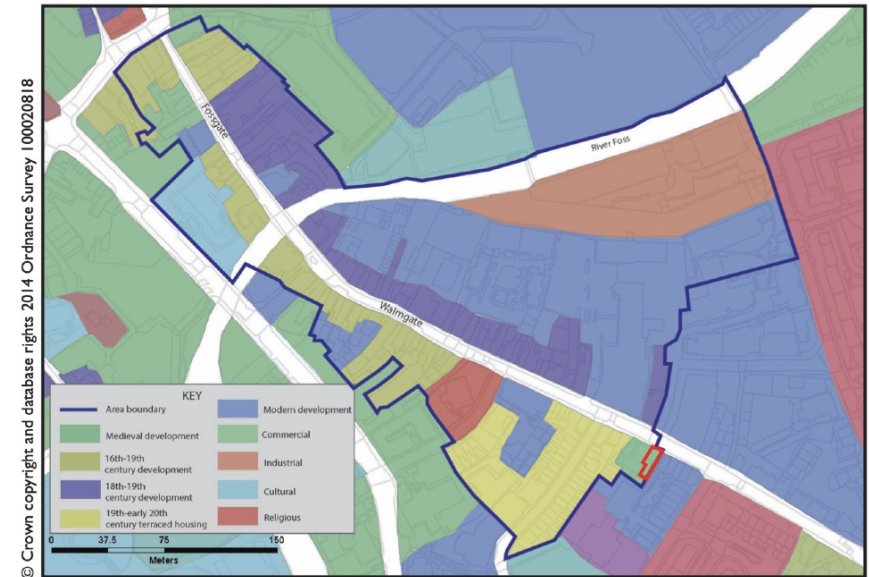 © Crown copyright and database rights 2014 Ordnance Survey 100020818
Fossgate
River Foss
Walmgate
KEY
Area boundary
Medieval development
16th-19th
century development
18th-19th
century development
19th-early 20th
century terraced housing
Modern development
Commercial
Industrial
Cultural
Religious
0 37.5 75 150
Meters